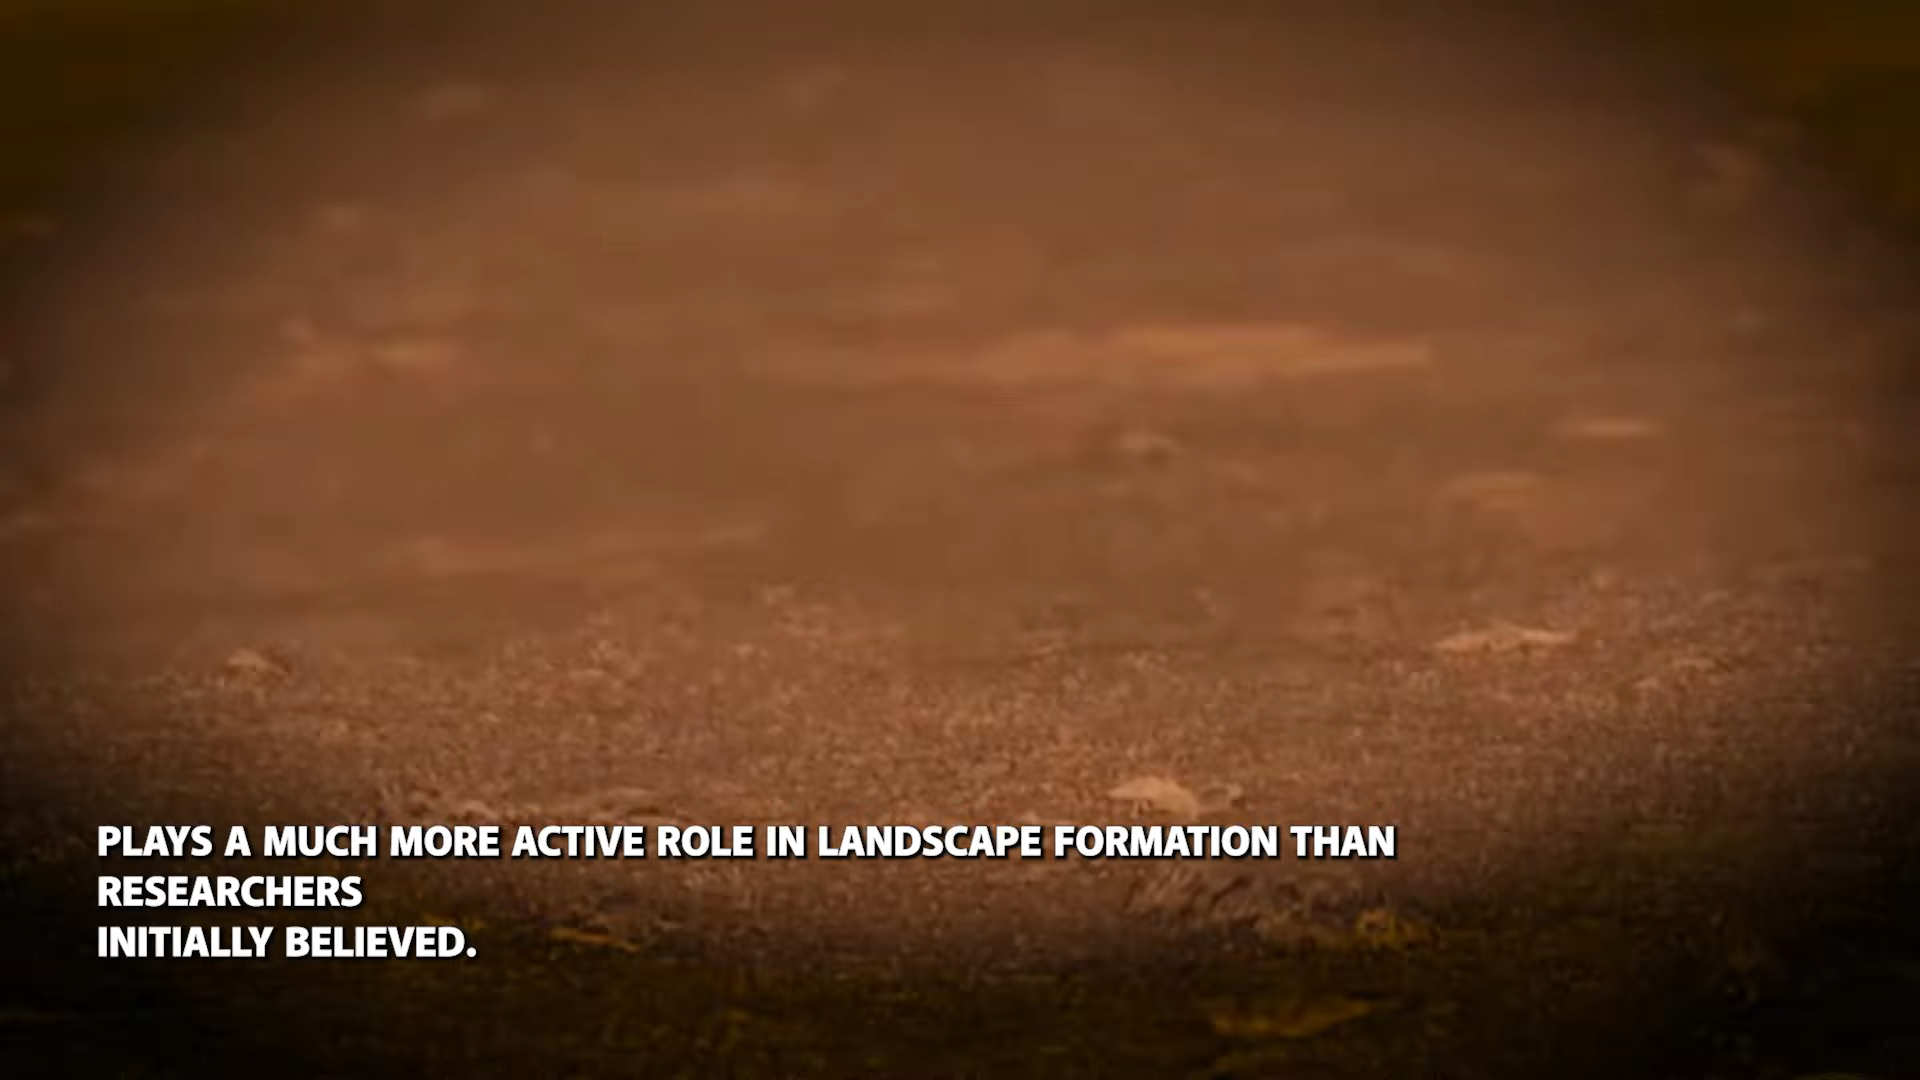 PLAYS A MUCH MORE ACTIVE ROLE IN LANDSCAPE FORMATION THAN
RESEARCHERS
INITIALLY BELIEVED.